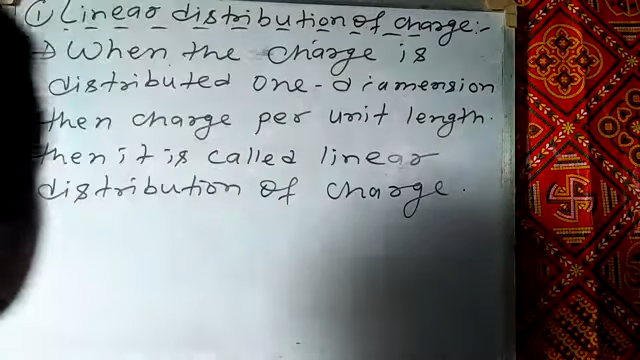 ① Linear distribution of charge:-
→ When the charge is
distributed one-diamension
then charge per unit length.
then it is called linear
distribution of charge.